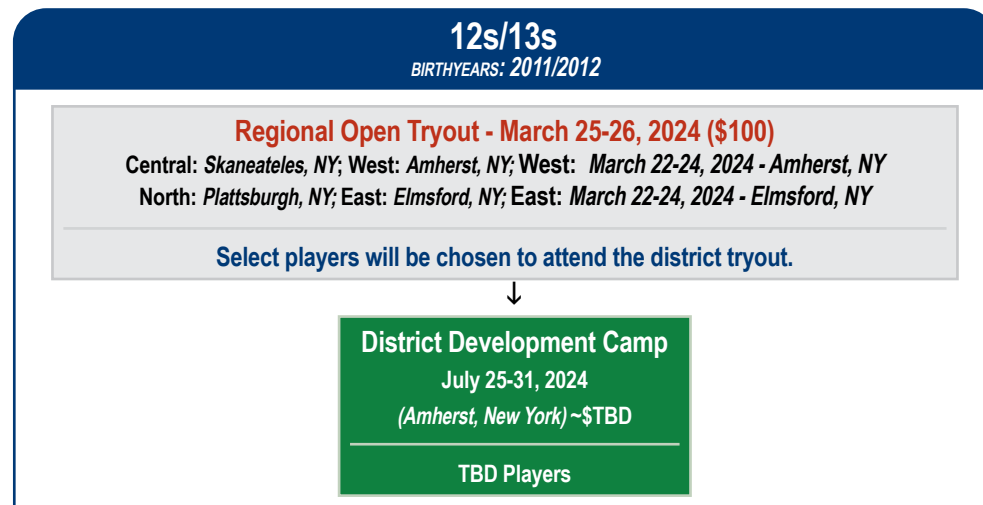 12s/13s
BIRTHYEARS: 2011/2012
Regional Open Tryout - March 25-26, 2024 ($100)
Central: Skaneateles, NY; West: Amherst, NY; West: March 22-24, 2024 - Amherst, NY
North: Plattsburgh, NY; East: Elmsford, NY; East: March 22-24, 2024 - Elmsford, NY
Select players will be chosen to attend the district tryout.
↓
District Development Camp
July 25-31, 2024
(Amherst, New York) ~$TBD
TBD Players